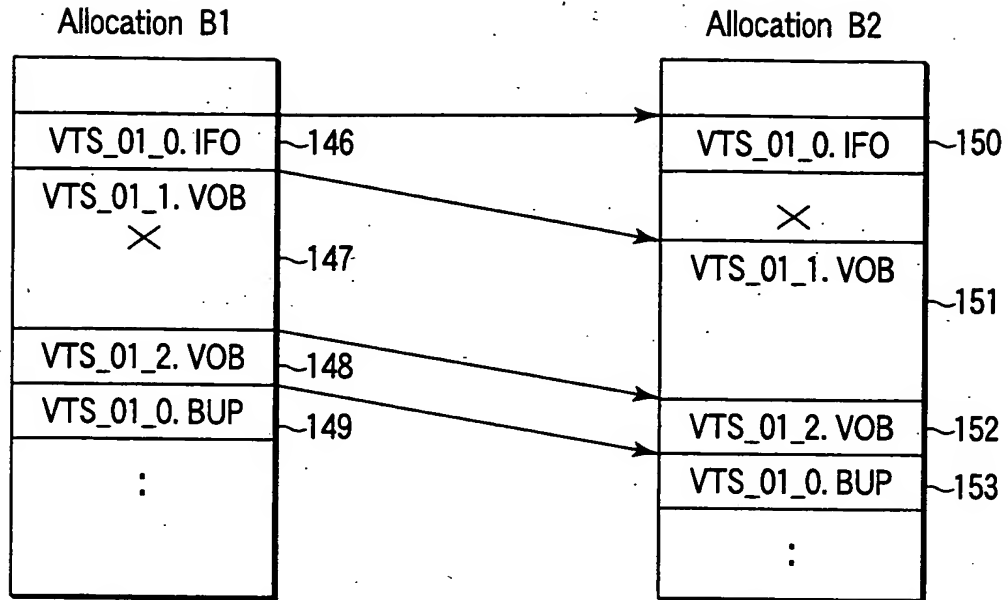 Allocation B1
VTS_01_0. IFO
146
VTS_01_1. VOB
147
VTS_01_2. VOB
148
VTS_01_0. BUP
149
:
Allocation B2
VTS_01_0. IFO
150
VTS_01_1. VOB
151
VTS_01_2. VOB
152
VTS_01_0. BUP
153
: